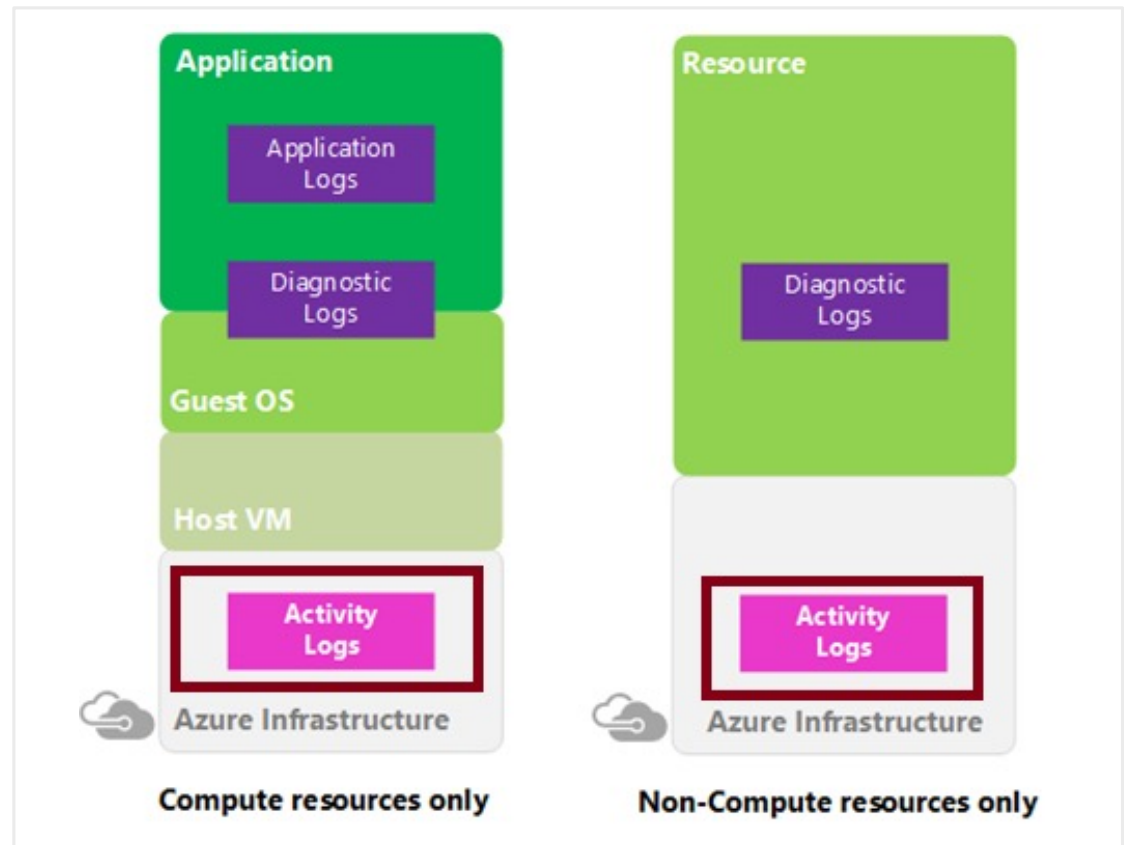 Application
Application
Logs
Diagnostic
Logs
Guest OS
Host VM
Activity
Logs
Azure Infrastructure
Compute resources only
Resource
Diagnostic
Logs
Activity
Logs
Azure Infrastructure
Non-Compute resources only